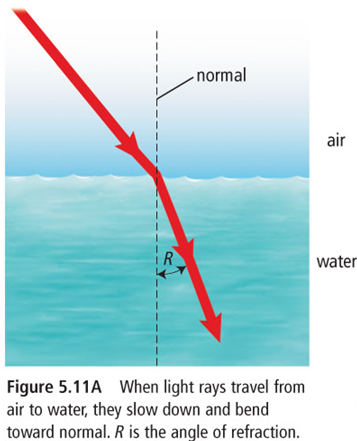 normal
air
R
water
Figure 5.11A When light rays travel from
air to water, they slow down and bend
toward normal. R is the angle of refraction.